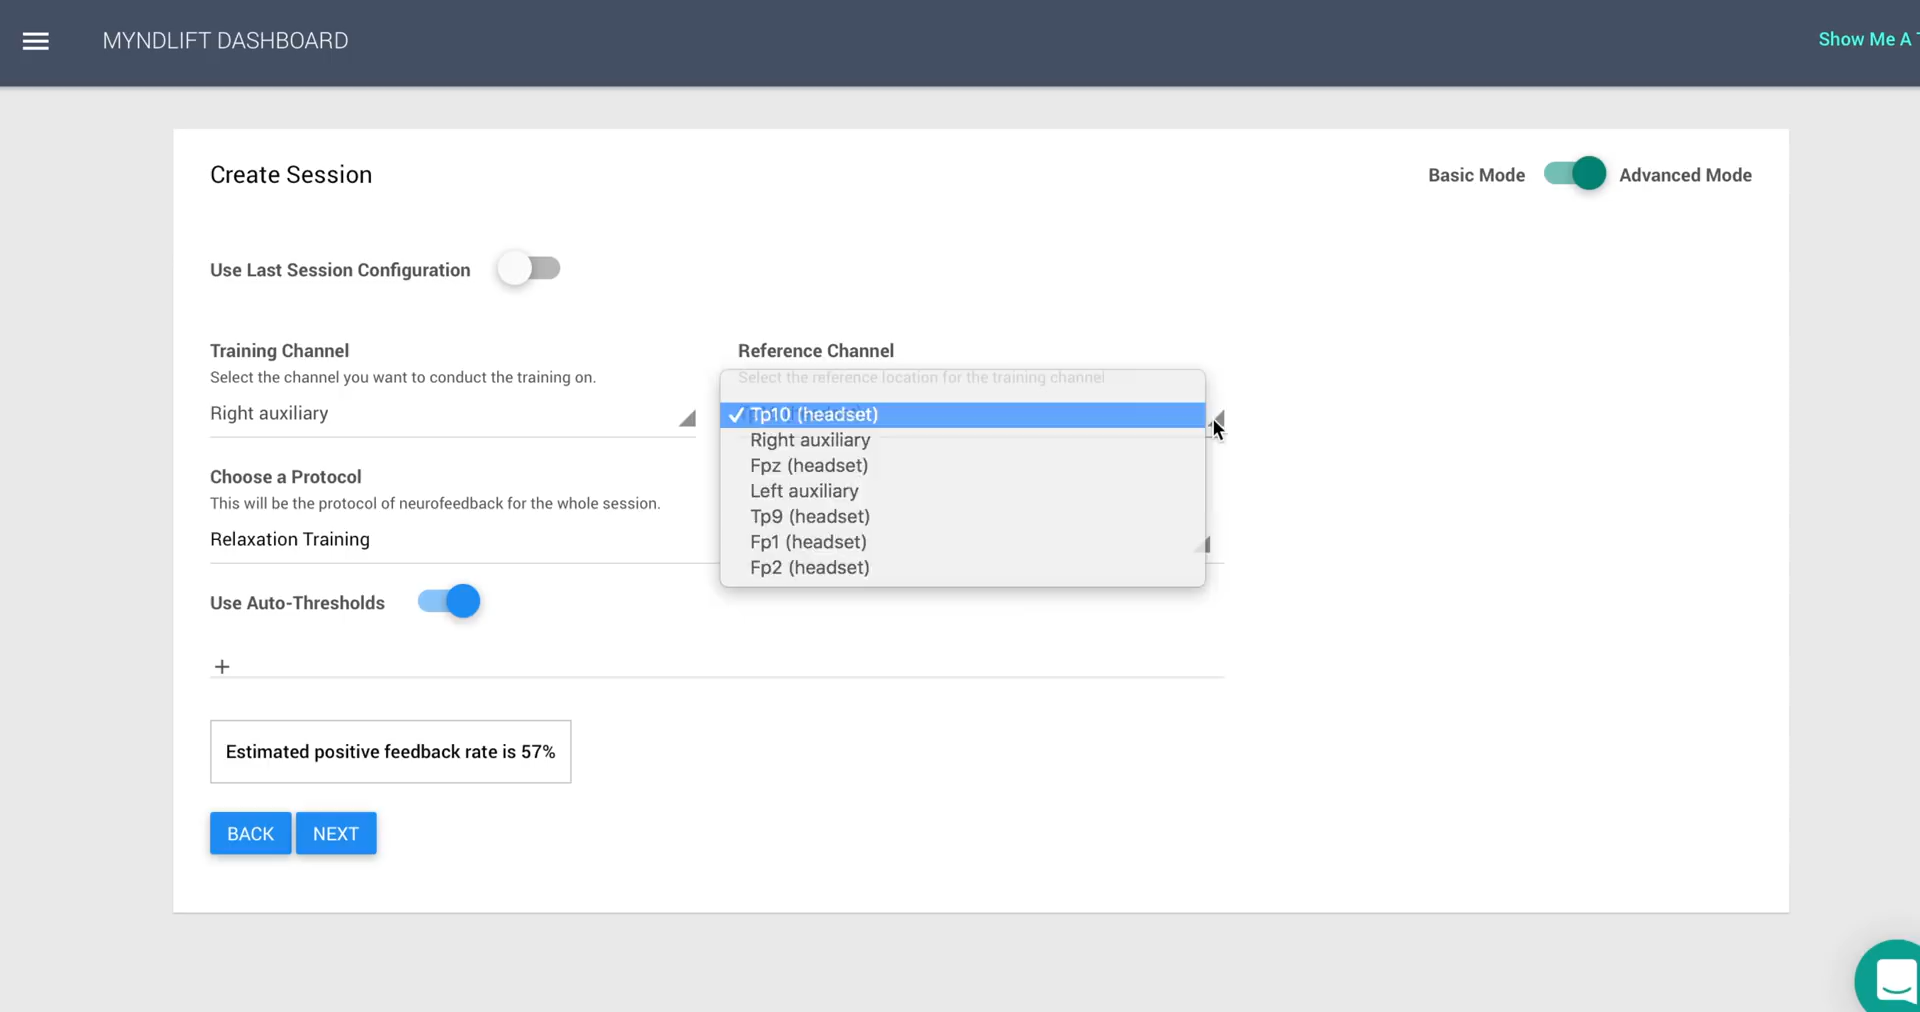 MYNDLIFT DASHBOARD
Show Me A
Create Session
Basic Mode
Advanced Mode
Use Last Session Configuration
Training Channel
Select the channel you want to conduct the training on.
Right auxiliary
Reference Channel
Select the reference location for the training channel
✓ Tp10 (headset)
Right auxiliary
Fpz (headset)
Left auxiliary
Tp9 (headset)
Fp1 (headset)
Fp2 (headset)
Choose a Protocol
This will be the protocol of neurofeedback for the whole session.
Relaxation Training
Use Auto-Thresholds
+
Estimated positive feedback rate is 57%
BACK
NEXT